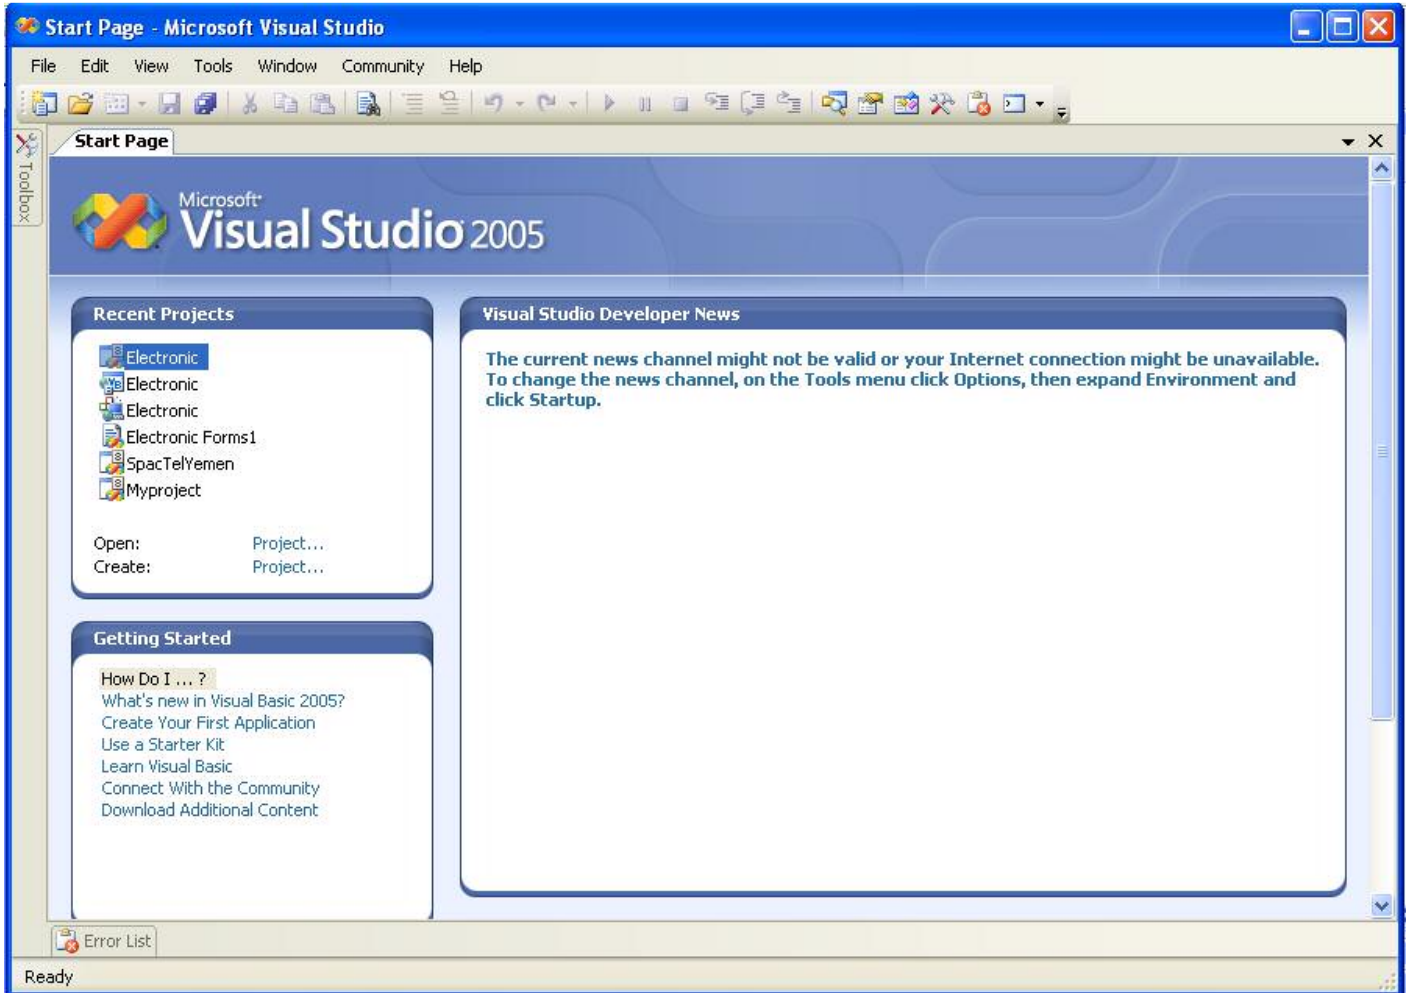 Start Page - Microsoft Visual Studio
File Edit View Tools Window Community Help
Toolbox
Start Page
Microsoft
Visual Studio 2005
Recent Projects
Electronic
Electronic
Electronic
Electronic Forms1
SpacTelYemen
Myproject
Open: Project...
Create: Project...
Getting Started
How Do I ... ?
What's new in Visual Basic 2005?
Create Your First Application
Use a Starter Kit
Learn Visual Basic
Connect With the Community
Download Additional Content
Visual Studio Developer News
The current news channel might not be valid or your Internet connection might be unavailable.
To change the news channel, on the Tools menu click Options, then expand Environment and
click Startup.
Error List
Ready